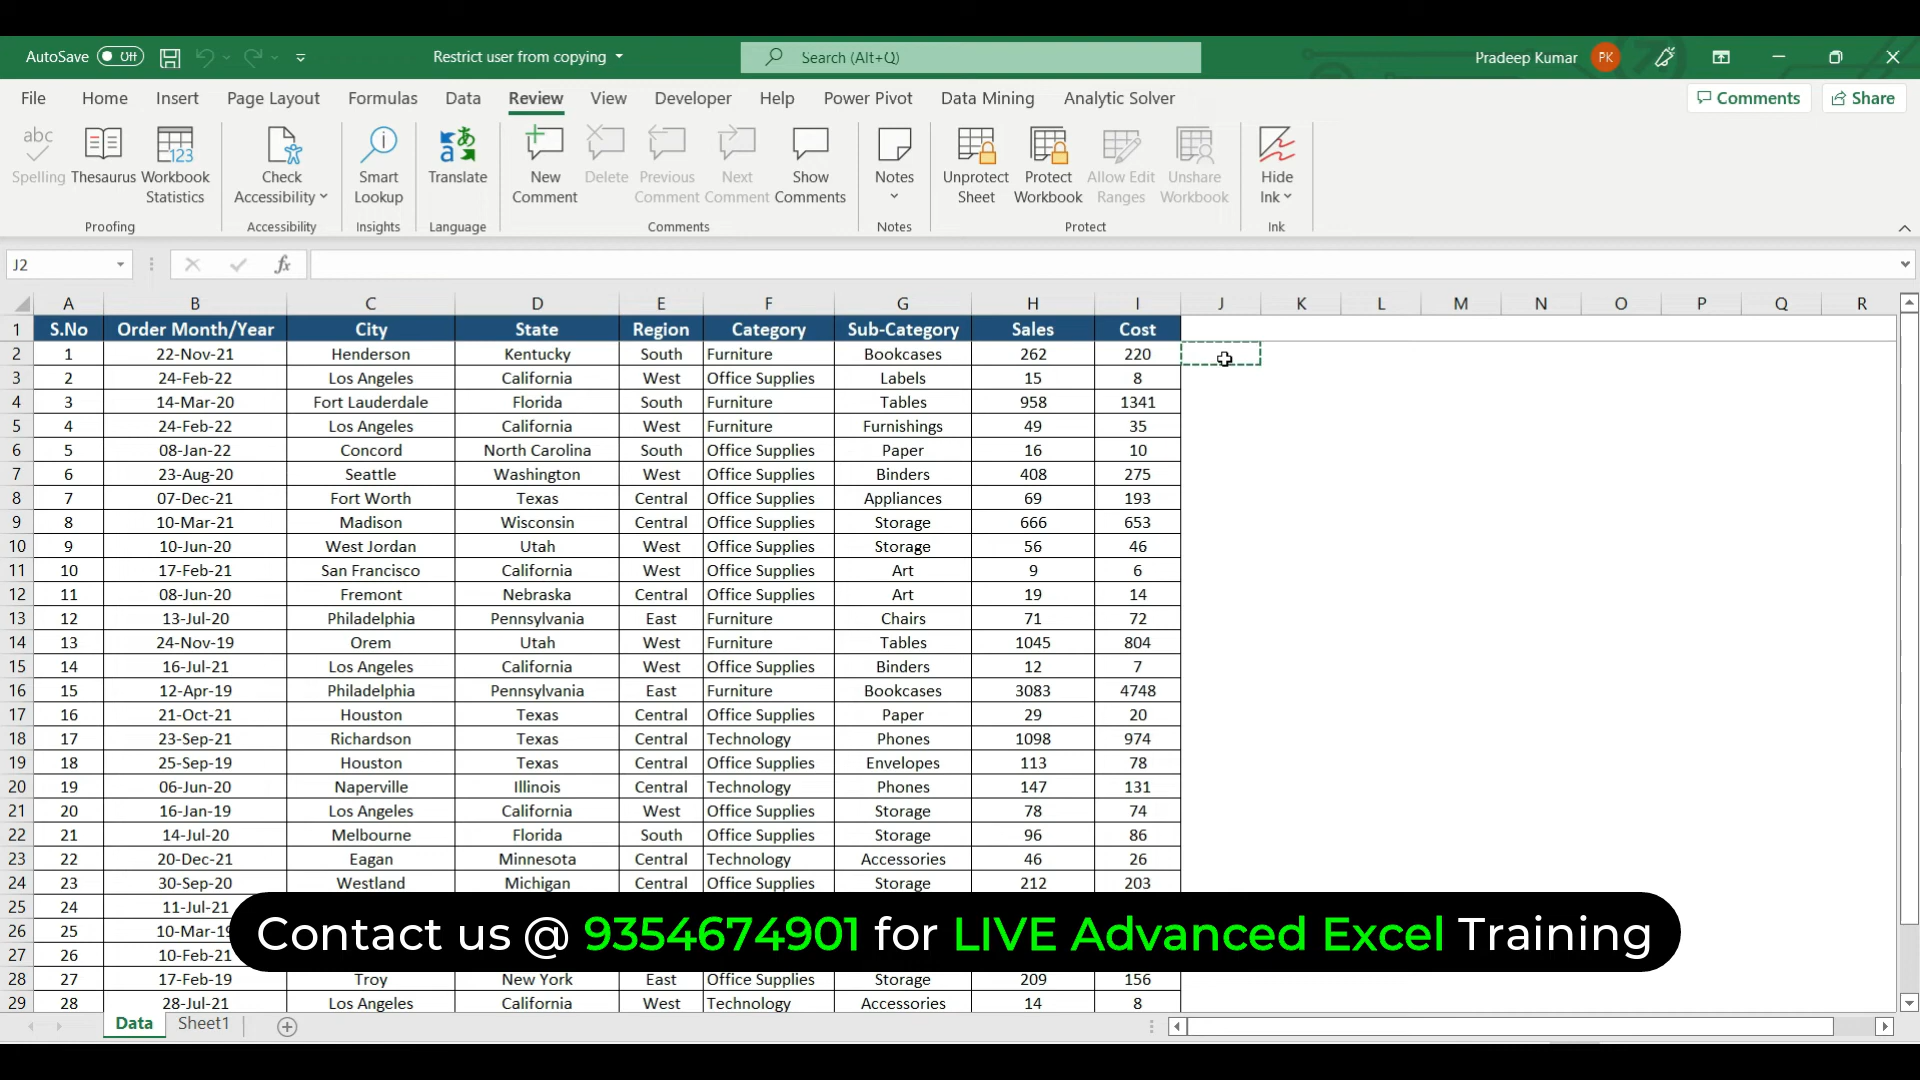 AutoSave Off Restrict user from copying Search (Alt+Q) Pradeep Kumar PK
File Home Insert Page Layout Formulas Data Review View Developer Help Power Pivot Data Mining Analytic Solver Comments Share
abc Spelling Thesaurus Workbook Statistics Check Accessibility Smart Lookup Translate New Comment Delete Previous Comment Next Comment Show Comments Notes Unprotect Sheet Protect Workbook Allow Edit Ranges Unshare Workbook Hide Ink
Proofing Accessibility Insights Language Comments Notes Protect Ink
J2 fx
A B C D E F G H I J K L M N O P Q R
1 S.No Order Month/Year City State Region Category Sub-Category Sales Cost
2 1 22-Nov-21 Henderson Kentucky South Furniture Bookcases 262 220
3 2 24-Feb-22 Los Angeles California West Office Supplies Labels 15 8
4 3 14-Mar-20 Fort Lauderdale Florida South Furniture Tables 958 1341
5 4 24-Feb-22 Los Angeles California West Furniture Furnishings 49 35
6 5 08-Jan-22 Concord North Carolina South Office Supplies Paper 16 10
7 6 23-Aug-20 Seattle Washington West Office Supplies Binders 408 275
8 7 07-Dec-21 Fort Worth Texas Central Office Supplies Appliances 69 193
9 8 10-Mar-21 Madison Wisconsin Central Office Supplies Storage 666 653
10 9 10-Jun-20 West Jordan Utah West Office Supplies Storage 56 46
11 10 17-Feb-21 San Francisco California West Office Supplies Art 9 6
12 11 08-Jun-20 Fremont Nebraska Central Office Supplies Art 19 14
13 12 13-Jul-20 Philadelphia Pennsylvania East Furniture Chairs 71 72
14 13 24-Nov-19 Orem Utah West Furniture Tables 1045 804
15 14 16-Jul-21 Los Angeles California West Office Supplies Binders 12 7
16 15 12-Apr-19 Philadelphia Pennsylvania East Furniture Bookcases 3083 4748
17 16 21-Oct-21 Houston Texas Central Office Supplies Paper 29 20
18 17 23-Sep-21 Richardson Texas Central Technology Phones 1098 974
19 18 25-Sep-19 Houston Texas Central Office Supplies Envelopes 113 78
20 19 06-Jun-20 Naperville Illinois Central Technology Phones 147 131
21 20 16-Jan-19 Los Angeles California West Office Supplies Storage 78 74
22 21 14-Jul-20 Melbourne Florida South Office Supplies Storage 96 86
23 22 20-Dec-21 Eagan Minnesota Central Technology Accessories 46 26
24 23 30-Sep-20 Westland Michigan Central Office Supplies Storage 212 203
25 24 11-Jul-21
26 25 10-Mar-19
27 26 10-Feb-21
Contact us @ 9354674901 for LIVE Advanced Excel Training
28 27 17-Feb-19 Troy New York East Office Supplies Storage 209 156
29 28 28-Jul-21 Los Angeles California West Technology Accessories 14 8
Data Sheet1